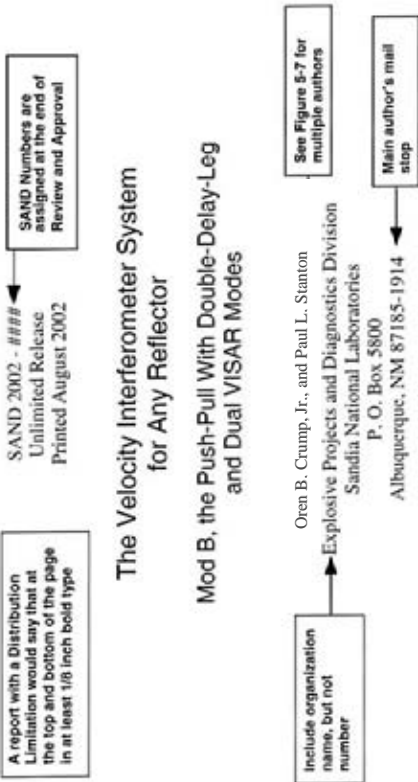 A report with a Distribution
Limitation would say that at
the top and bottom of the page
in at least 1/8 inch bold type
SAND 2002 - ####
Unlimited Release
Printed August 2002
SAND Numbers are
assigned at the end of
Review and Approval
The Velocity Interferometer System
for Any Reflector
Mod B, the Push-Pull With Double-Delay-Leg
and Dual VISAR Modes
See Figure 5-7 for
multiple authors
Oren B. Crump, Jr., and Paul L. Stanton
Include organization
name, but not
number
Explosive Projects and Diagnostics Division
Sandia National Laboratories
P. O. Box 5800
Albuquerque, NM 87185-1914
Main author's mail
stop